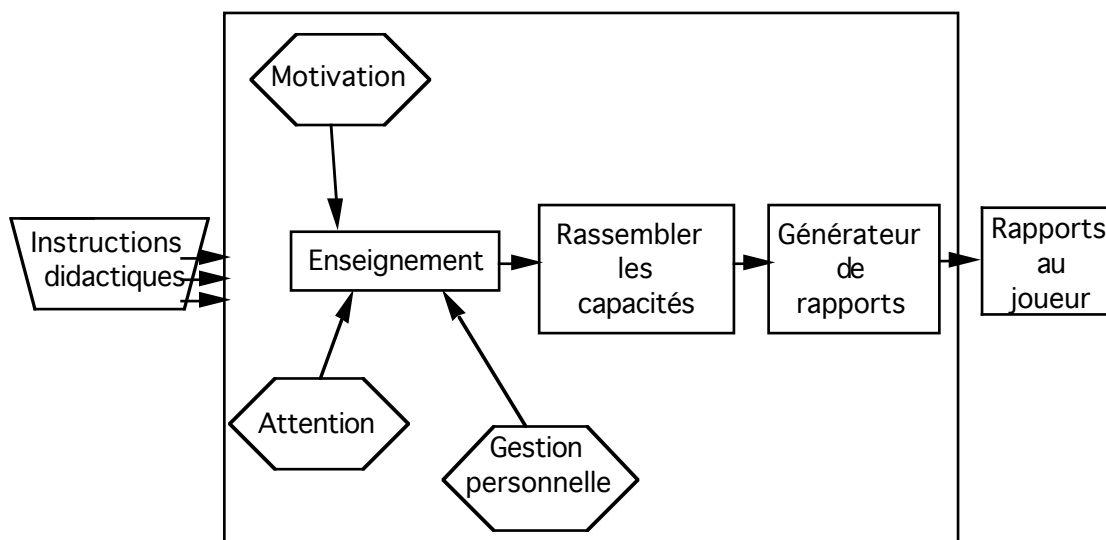 Motivation
Instructions
didactiques
Enseignement
Rassembler
les
capacités
Générateur
de
rapports
Rapports
au
joueur
Attention
Gestion
personnelle